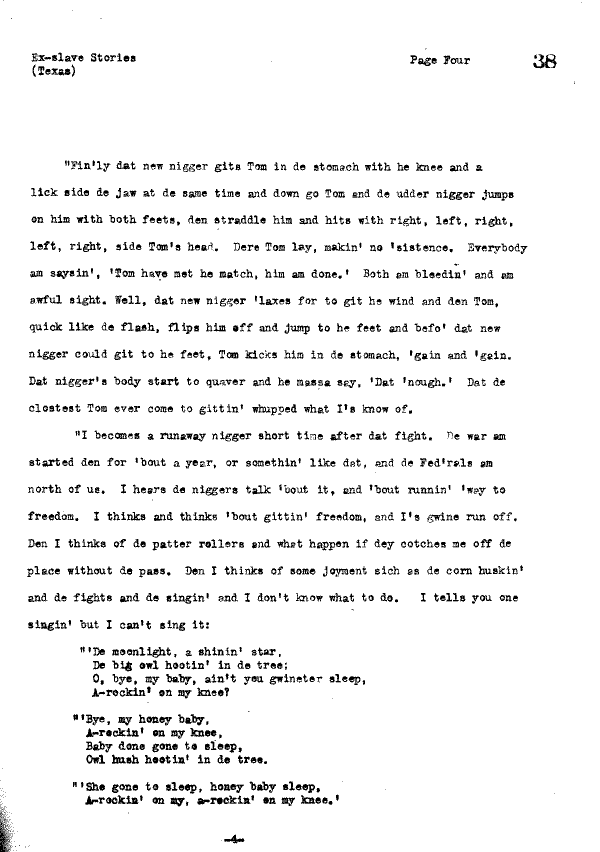 Ex-slave Stories
(Texas)
Page Four
38
"Fin'ly dat new nigger gits Tom in de stomach with he knee and a
lick side de jaw at de same time and down go Tom and de udder nigger jumps
on him with both feets, den straddle him and hits with right, left, right,
left, right, side Tom's head. Dere Tom lay, makin' no 'sistence. Everybody
am saysin', 'Tom have met he match, him am done.' Both am bleedin' and am
awful sight. Well, dat new nigger 'laxes for to git he wind and den Tom,
quick like de flash, flips him off and jump to he feet and befo' dat new
nigger could git to he feet, Tom kicks him in de stomach, 'gain and 'gain.
Dat nigger's body start to quaver and he massa say, 'Dat 'nough.' Dat de
clostest Tom ever come to gittin' whupped what I's know of.
"I becomes a runaway nigger short time after dat fight. De war am
started den for 'bout a year, or somethin' like dat, and de Fed'rals am
north of us. I hears de niggers talk 'bout it, and 'bout runnin' 'way to
freedom. I thinks and thinks 'bout gittin' freedom, and I's gwine run off.
Den I thinks of de patter rollers and what happen if dey cotches me off de
place without de pass. Den I thinks of some joyment sich as de corn huskin'
and de fights and de singin' and I don't know what to do. I tells you one
singin' but I can't sing it:
"'De moonlight, a shinin' star,
De big owl hootin' in de tree;
O, bye, my baby, ain't you gwineter sleep,
A-rockin' on my knee?
"'Bye, my honey baby,
A-rockin' on my knee,
Baby done gone to sleep,
Owl hush hootin' in de tree.
"'She gone to sleep, honey baby sleep,
A-rockin' on my, a-rockin' on my knee.'
-4-